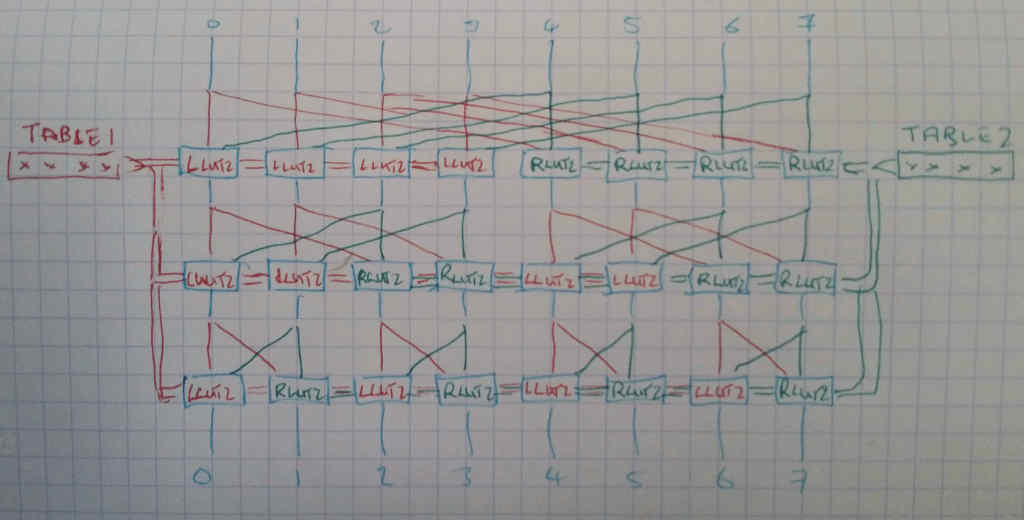 0 1 2 3 4 5 6 7
TABLE1 TABLE2
x x x x LLUT2 LLUT2 LLUT2 LLUT2 RLUT2 RLUT2 RLUT2 RLUT2 x x x x
LLUT2 LLUT2 RLUT2 RLUT2 LLUT2 LLUT2 RLUT2 RLUT2
LLUT2 RLUT2 LLUT2 RLUT2 LLUT2 RLUT2 LLUT2 RLUT2
0 1 2 3 4 5 6 7